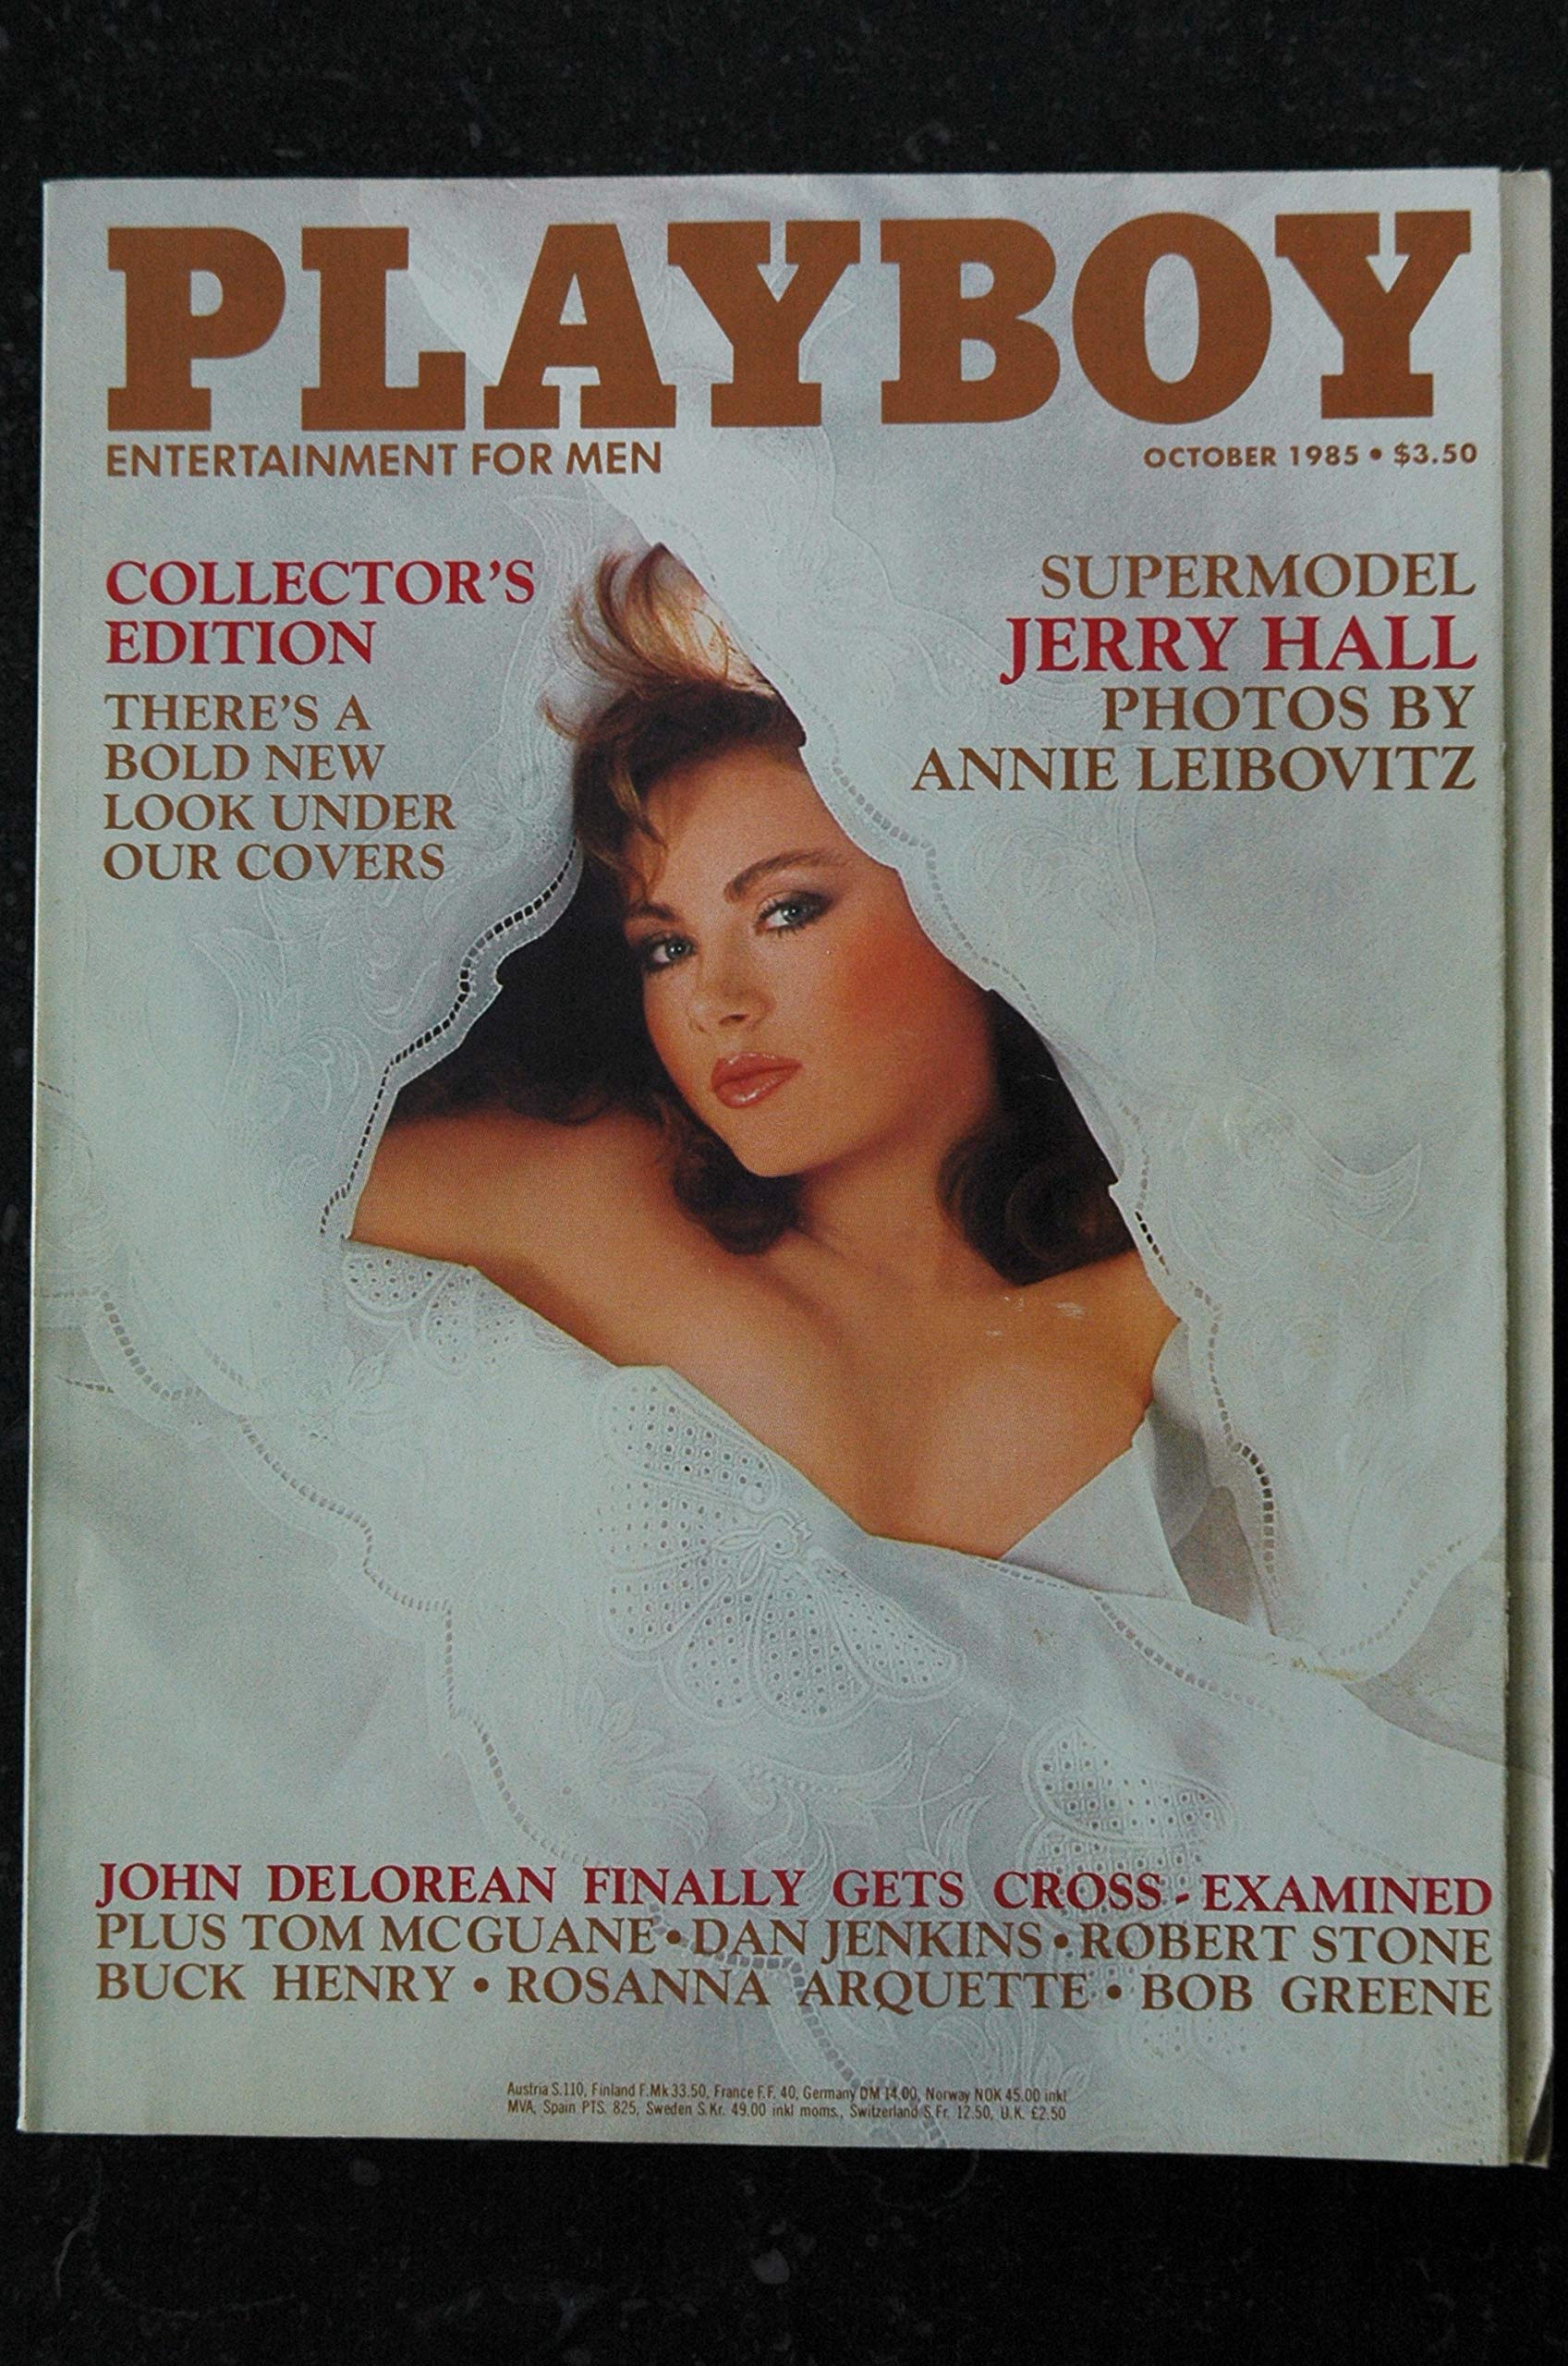 PLAYBOY
ENTERTAINMENT FOR MEN
OCTOBER 1985 • $3.50
COLLECTOR'S
EDITION
THERE'S A
BOLD NEW
LOOK UNDER
OUR COVERS
SUPERMODEL
JERRY HALL
PHOTOS BY
ANNIE LEIBOVITZ
JOHN DELOREAN FINALLY GETS CROSS-EXAMINED
PLUS TOM MCGUANE • DAN JENKINS • ROBERT STONE
BUCK HENRY • ROSANNA ARQUETTE • BOB GREENE
Austria S.110, Finland F.Mk 33.50, France F.F. 40, Germany DM 14.00, Norway NOK 45.00 inkl
MVA, Spain PTS. 825, Sweden S.Kr. 49.00 inkl moms., Switzerland S.Fr. 12.50, U.K. £2.50